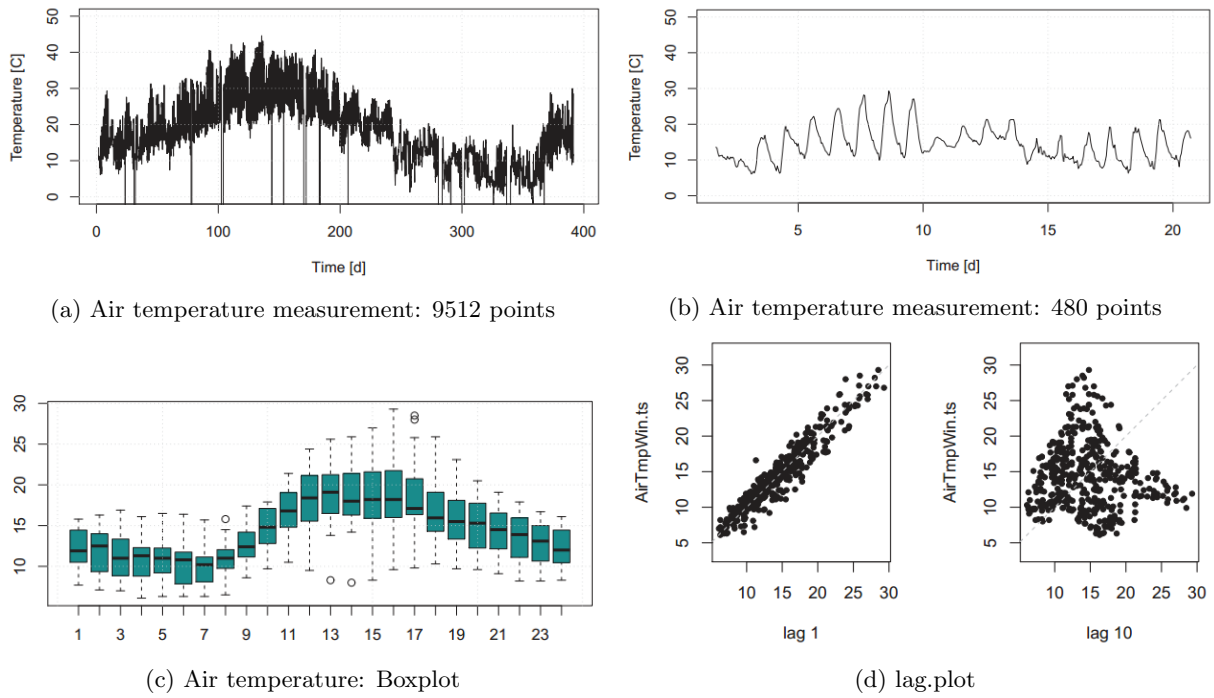 Temperature [C]
50
40
30
20
10
0
0 100 200 300 400
Time [d]
(a) Air temperature measurement: 9512 points
Temperature [C]
50
40
30
20
10
0
5 10 15 20
Time [d]
(b) Air temperature measurement: 480 points
30
25
20
15
10
1 3 5 7 9 11 13 15 17 19 21 23
(c) Air temperature: Boxplot
AirTmpWin.ts
30
25
20
15
10
5
10 15 20 25 30
lag 1
AirTmpWin.ts
30
25
20
15
10
5
10 15 20 25 30
lag 10
(d) lag.plot